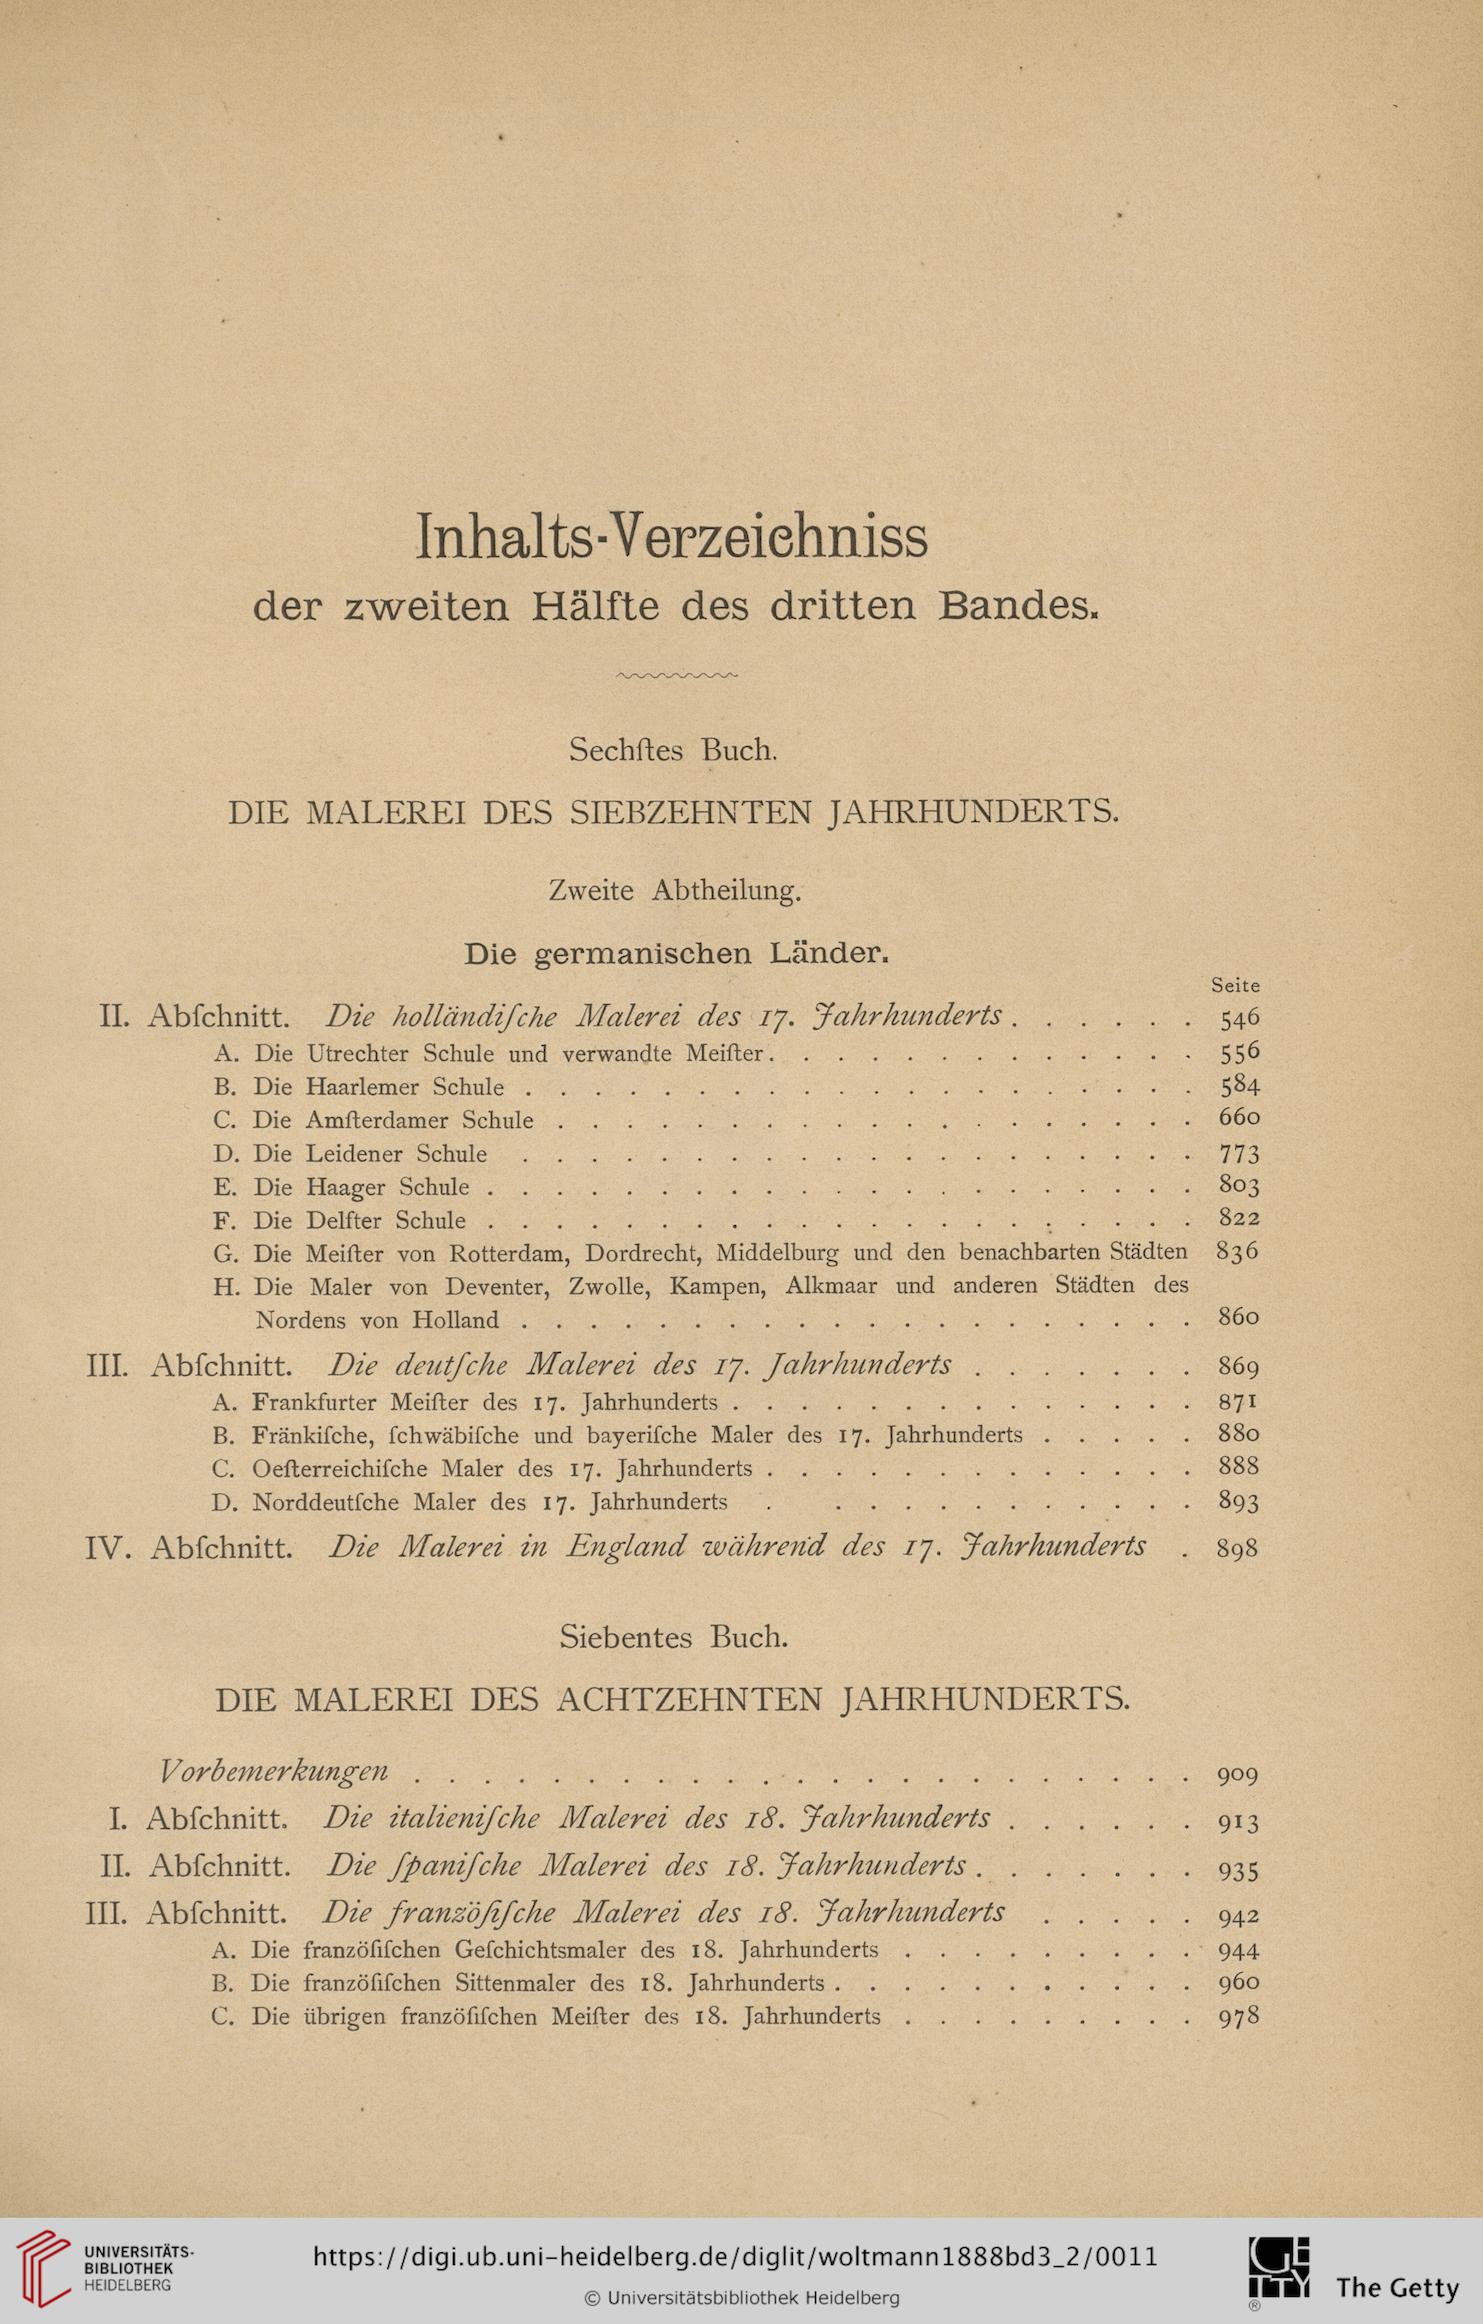 Inhalts-Verzeichniss
der zweiten Hälfte des dritten Bandes.
Sechſtes Buch.
DIE MALEREI DES SIEBZEHNTEN JAHRHUNDERTS.
Zweite Abtheilung.
Die germanischen Länder.
Seite
II. Abſchnitt. Die holländiſche Malerei des 17. Jahrhunderts . . . . . . 546
A. Die Utrechter Schule und verwandte Meiſter. . . . . . . . . . . . . 556
B. Die Haarlemer Schule . . . . . . . . . . . . . . . . . . . . 584
C. Die Amſterdamer Schule . . . . . . . . . . . . . . . . . . . 660
D. Die Leidener Schule . . . . . . . . . . . . . . . . . . . . 773
E. Die Haager Schule . . . . . . . . . . . . . . . . . . . . . 803
F. Die Delfter Schule . . . . . . . . . . . . . . . . . . . . . 822
G. Die Meiſter von Rotterdam, Dordrecht, Middelburg und den benachbarten Städten 836
H. Die Maler von Deventer, Zwolle, Kampen, Alkmaar und anderen Städten des
Nordens von Holland . . . . . . . . . . . . . . . . . . . . 860
III. Abſchnitt. Die deutſche Malerei des 17. Jahrhunderts . . . . . . . 869
A. Frankfurter Meiſter des 17. Jahrhunderts . . . . . . . . . . . . . . 871
B. Fränkiſche, ſchwäbiſche und bayeriſche Maler des 17. Jahrhunderts . . . . . 880
C. Oeſterreichiſche Maler des 17. Jahrhunderts . . . . . . . . . . . . . 888
D. Norddeutſche Maler des 17. Jahrhunderts . . . . . . . . . . . . 893
IV. Abſchnitt. Die Malerei in England während des 17. Jahrhunderts . 898
Siebentes Buch.
DIE MALEREI DES ACHTZEHNTEN JAHRHUNDERTS.
Vorbemerkungen . . . . . . . . . . . . . . . . . . . . . . . 909
I. Abſchnitt. Die italieniſche Malerei des 18. Jahrhunderts . . . . . . 913
II. Abſchnitt. Die ſpaniſche Malerei des 18. Jahrhunderts . . . . . . . 935
III. Abſchnitt. Die franzöſiſche Malerei des 18. Jahrhunderts . . . . . 942
A. Die franzöſiſchen Geſchichtsmaler des 18. Jahrhunderts . . . . . . . . . 944
B. Die franzöſiſchen Sittenmaler des 18. Jahrhunderts . . . . . . . . . . . 960
C. Die übrigen franzöſiſchen Meiſter des 18. Jahrhunderts . . . . . . . . . 978
UNIVERSITÄTS-
BIBLIOTHEK
HEIDELBERG
https://digi.ub.uni-heidelberg.de/diglit/woltmann1888bd3_2/0011
© Universitätsbibliothek Heidelberg
GETTY
®
The Getty